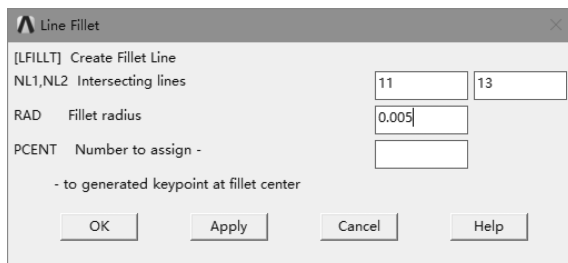 Line Fillet
[LFILLT] Create Fillet Line
NL1,NL2 Intersecting lines 11 13
RAD Fillet radius 0.005
PCENT Number to assign -
- to generated keypoint at fillet center
OK Apply Cancel Help